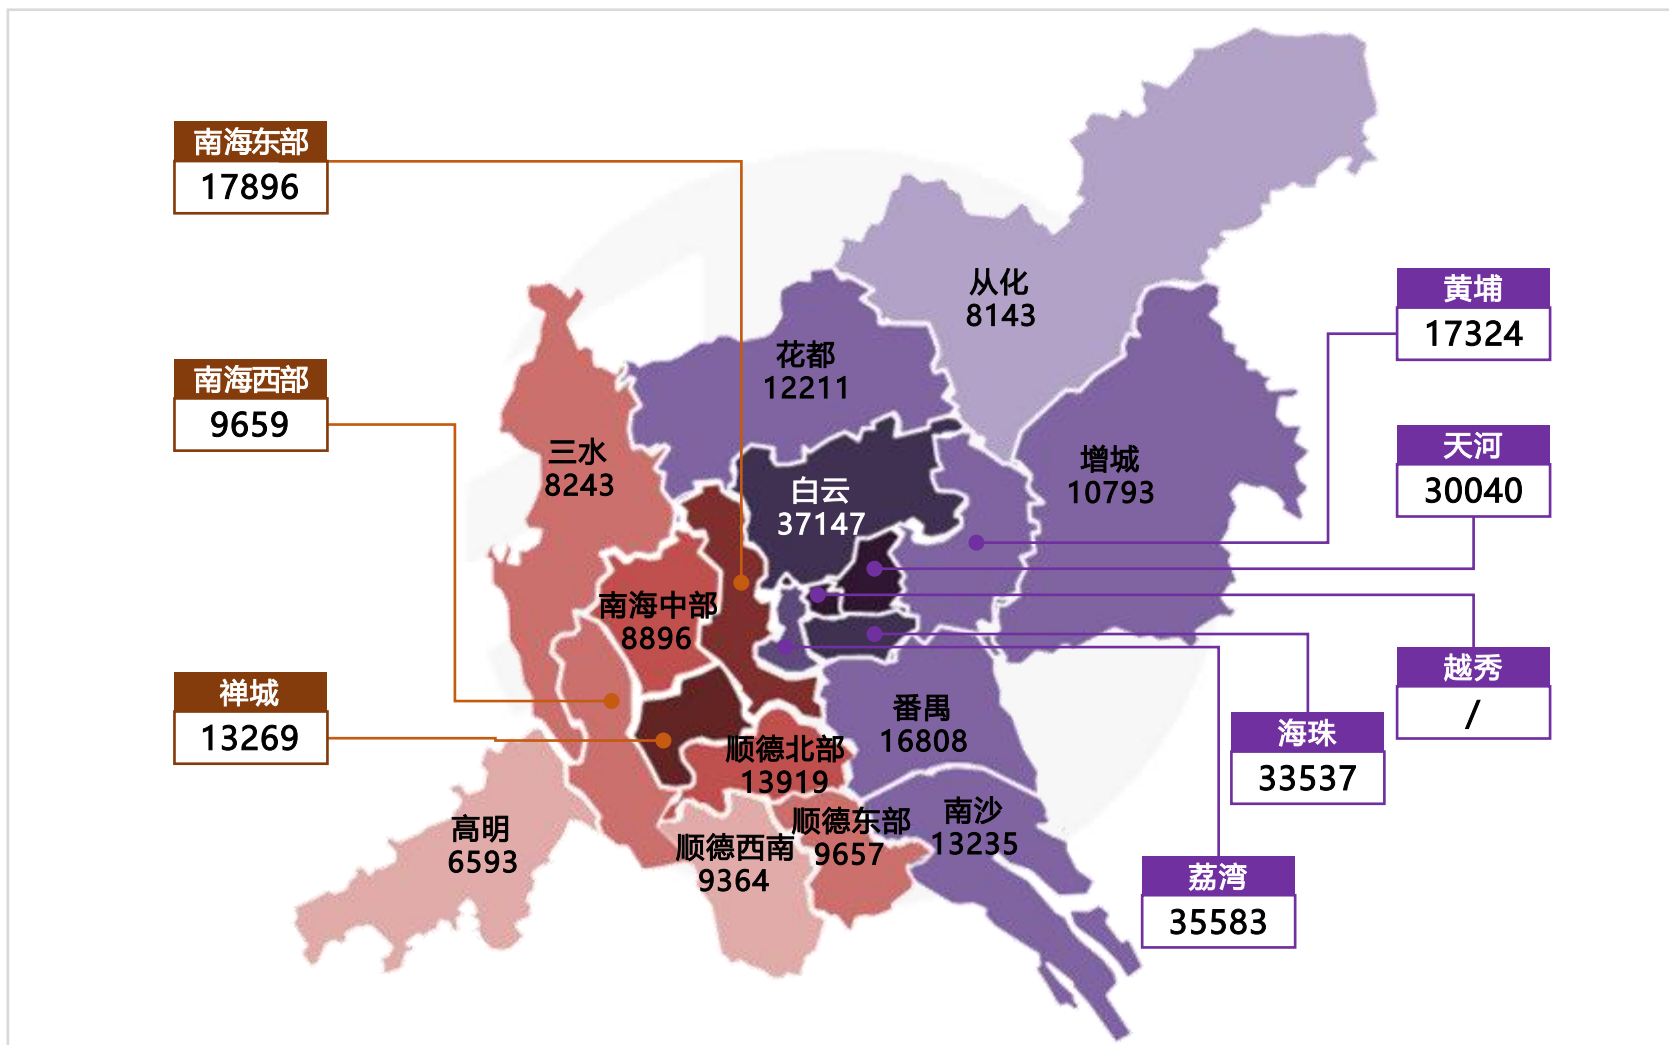 南海东部
17896
南海西部
9659
禅城
13269
从化
8143
花都
12211
三水
8243
白云
37147
增城
10793
南海中部
8896
番禺
16808
顺德北部
13919
南沙
13235
顺德东部
9657
顺德西南
9364
高明
6593
黄埔
17324
天河
30040
越秀
/
海珠
33537
荔湾
35583